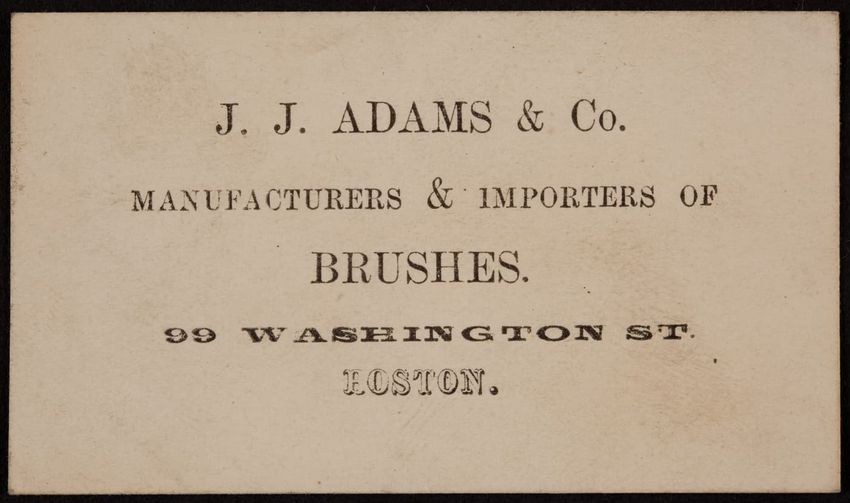 J. J. ADAMS & Co.
MANUFACTURERS & IMPORTERS OF
BRUSHES.
99 WASHINGTON ST.
BOSTON.